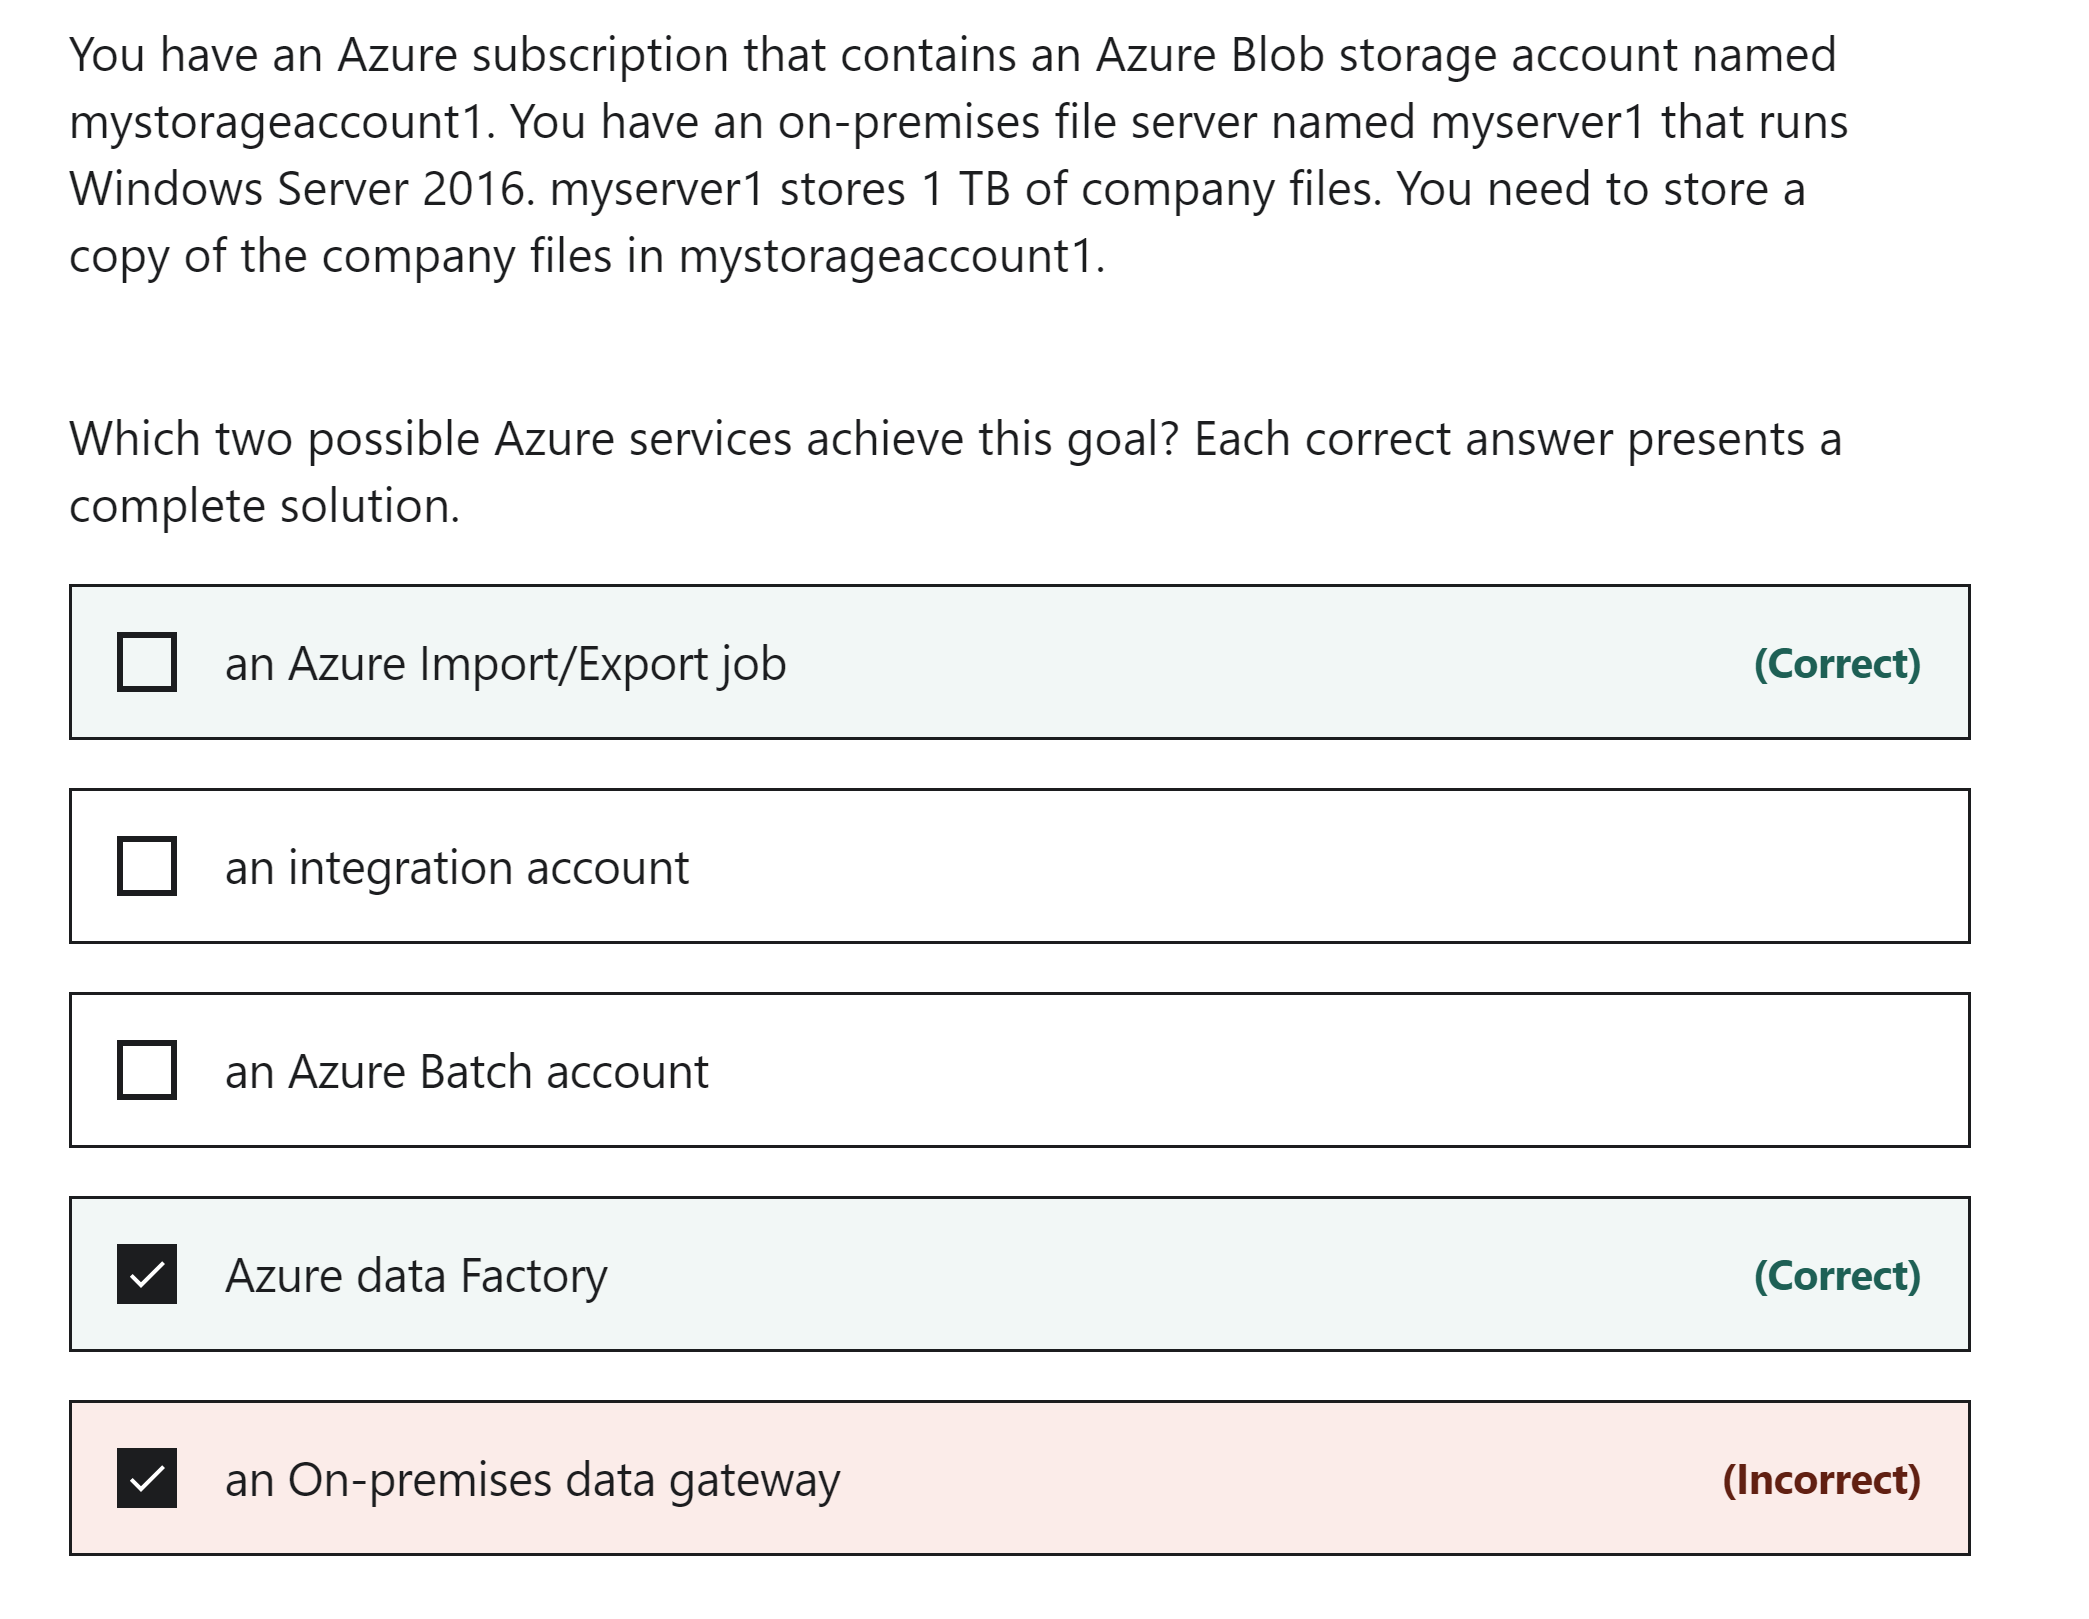 You have an Azure subscription that contains an Azure Blob storage account named
mystorageaccount1. You have an on-premises file server named myserver1 that runs
Windows Server 2016. myserver1 stores 1 TB of company files. You need to store a
copy of the company files in mystorageaccount1.
Which two possible Azure services achieve this goal? Each correct answer presents a
complete solution.
an Azure Import/Export job (Correct)
an integration account
an Azure Batch account
Azure data Factory (Correct)
an On-premises data gateway (Incorrect)